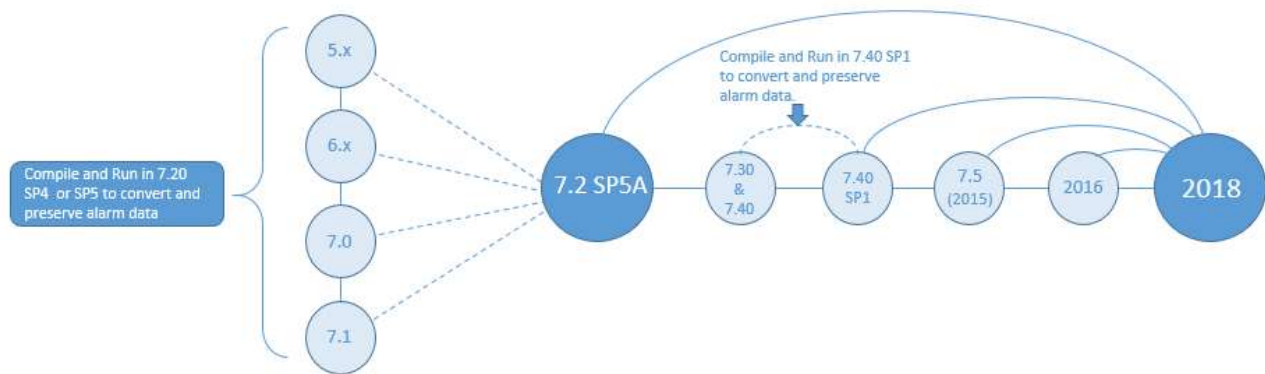 Compile and Run in 7.20
SP4 or SP5 to convert and
preserve alarm data
5.x
6.x
7.0
7.1
Compile and Run in 7.40 SP1
to convert and preserve
alarm data.
7.2 SP5A
7.30
&
7.40
7.40
SP1
7.5
(2015)
2016
2018